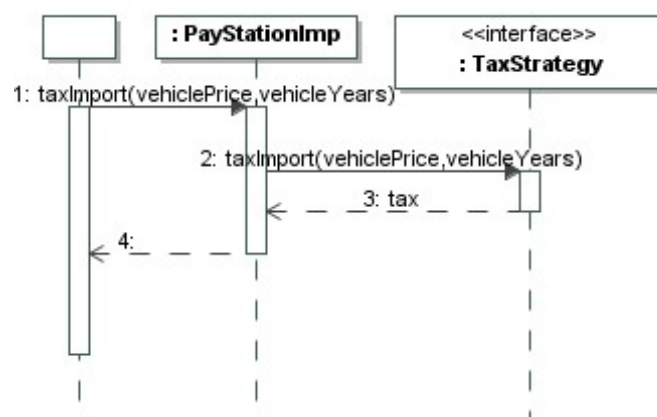 : PayStationImp
<<interface>>
: TaxStrategy
1: taxImport(vehiclePrice,vehicleYears)
2: taxImport(vehiclePrice,vehicleYears)
3: tax
4: